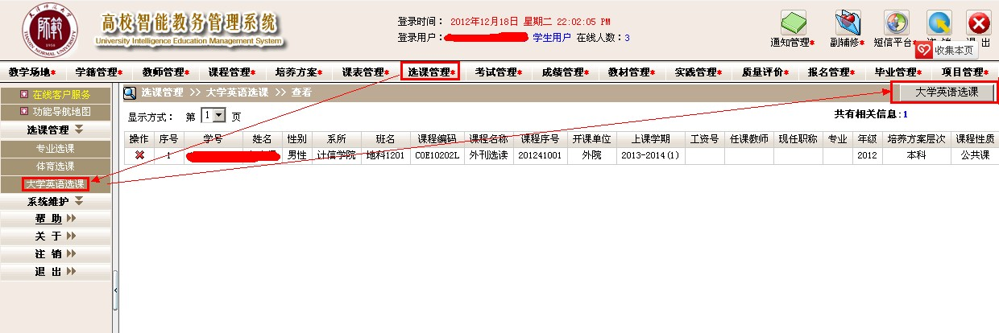 高校智能教务管理系统
University Intelligence Education Management System
登录时间： 2012年12月18日 星期二 22:02:05 PM
登录用户： 学生用户 在线人数：3
通知管理* 副辅修* 短信平台* 注 销 退 出
收集本页
教学场地* 学籍管理* 教师管理* 课程管理* 培养方案* 课表管理* 选课管理* 考试管理* 成绩管理* 教材管理* 实践管理* 质量评价* 报名管理* 毕业管理* 项目管理*
在线客户服务
功能导航地图
选课管理
专业选课
体育选课
大学英语选课
系统维护
帮 助
关 于
注 销
退 出
选课管理 >> 大学英语选课 >> 查看
大学英语选课
显示方式： 第 1 页
共有相关信息:1
操作 序号 学号 姓名 性别 系所 班名 课程编码 课程名称 课程序号 开课单位 上课学期 工资号 任课教师 现任职称 专业 年级 培养方案层次 课程性质
1 男性 计信学院 地科1201 C0E10202L 外刊选读 201241001 外院 2013-2014(1) 2012 本科 公共课